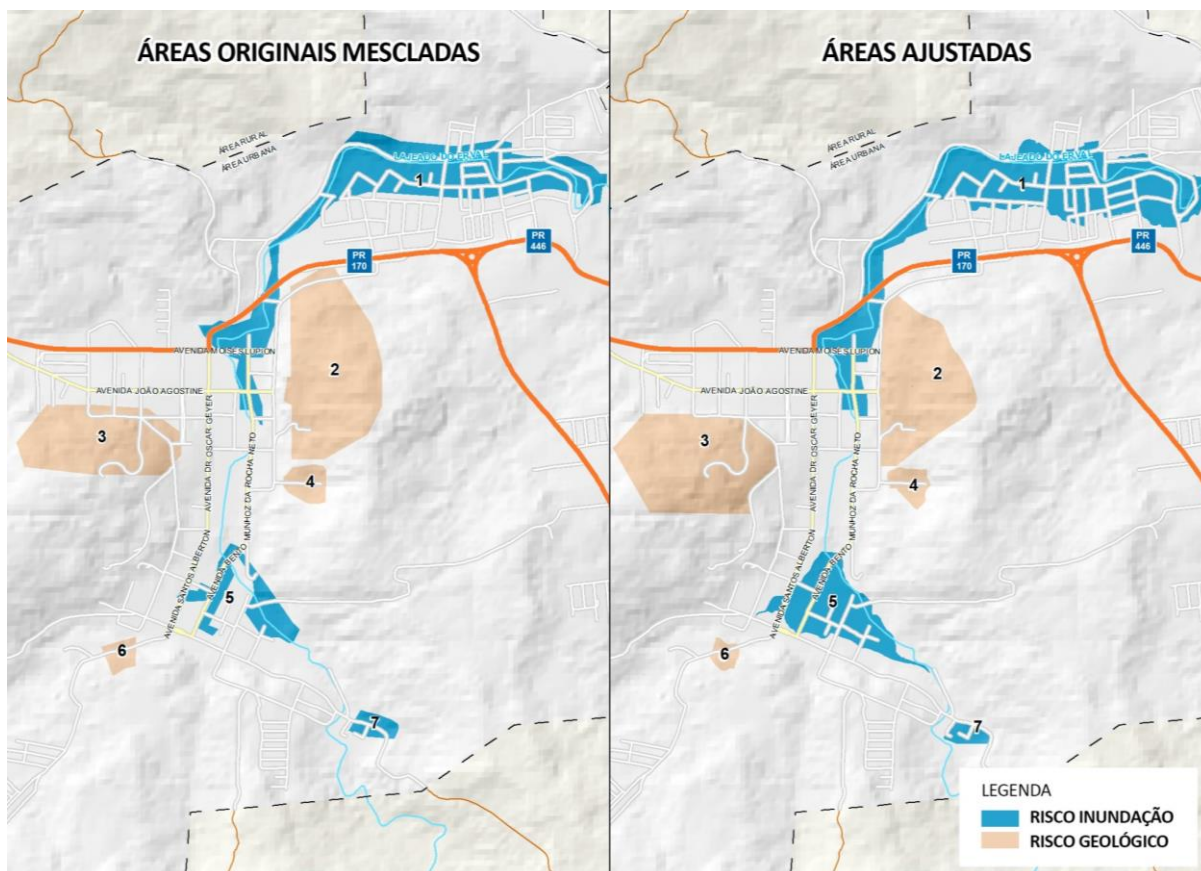 ÁREAS ORIGINAIS MESCLADAS
ÁREA RURAL
ÁREA URBANA
LAJEADO DO ERVAL
1
PR
446
PR
170
AVENIDA MOISES LUPION
2
AVENIDA JOÃO AGOSTINE
3
AVENIDA DR OSCAR GEYER
4
AVENIDA BENTO MUNHOZ DA ROCHA NETO
AVENIDA SANTOS ALBERTON
5
6
7
ÁREAS AJUSTADAS
ÁREA RURAL
ÁREA URBANA
LAJEADO DO ERVAL
1
PR
446
PR
170
AVENIDA MOISES LUPION
2
AVENIDA JOÃO AGOSTINE
3
AVENIDA DR OSCAR GEYER
4
AVENIDA BENTO MUNHOZ DA ROCHA NETO
AVENIDA SANTOS ALBERTON
5
6
7
LEGENDA
RISCO INUNDAÇÃO
RISCO GEOLÓGICO